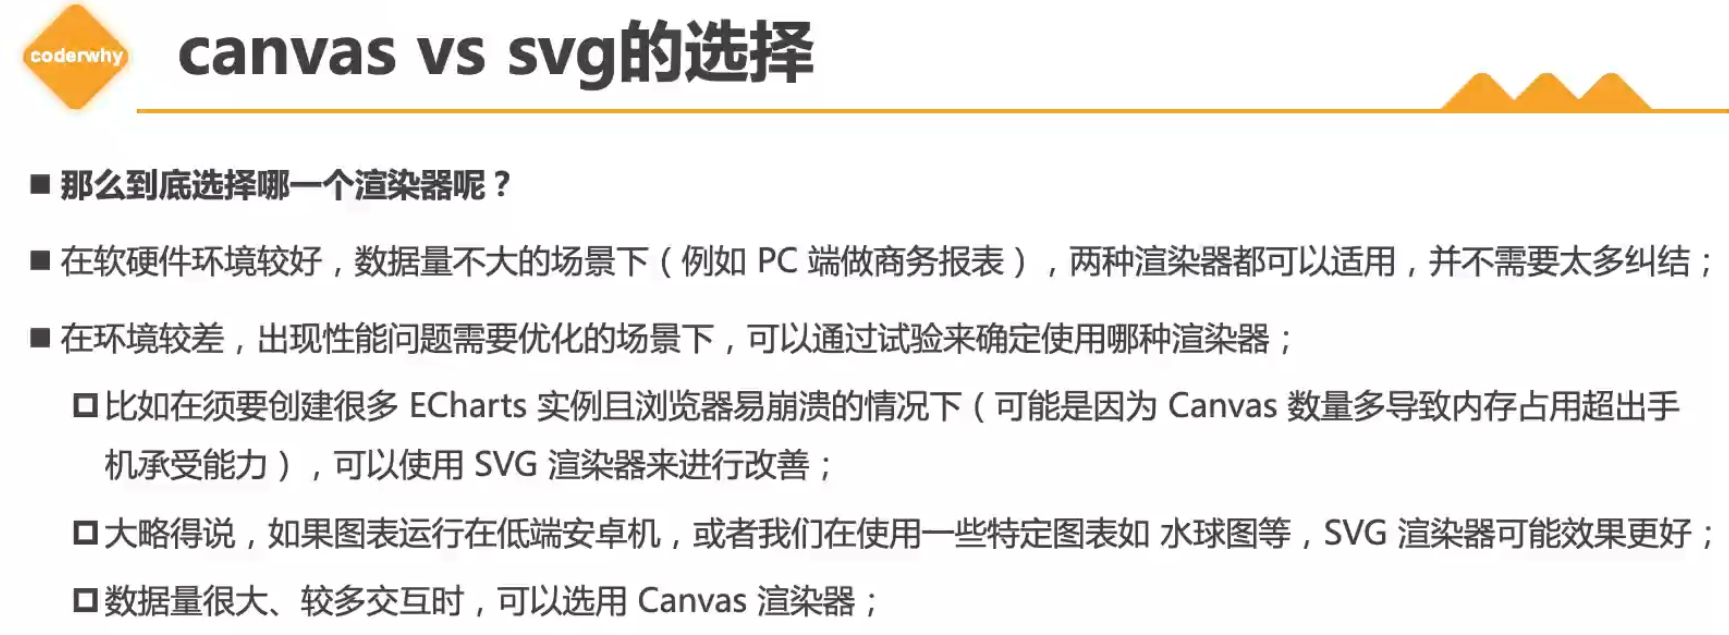 coderwhy
canvas vs svg的选择
那么到底选择哪一个渲染器呢？
在软硬件环境较好，数据量不大的场景下（例如 PC 端做商务报表），两种渲染器都可以适用，并不需要太多纠结；
在环境较差，出现性能问题需要优化的场景下，可以通过试验来确定使用哪种渲染器；
比如在须要创建很多 ECharts 实例且浏览器易崩溃的情况下（可能是因为 Canvas 数量多导致内存占用超出手
机承受能力），可以使用 SVG 渲染器来进行改善；
大略得说，如果图表运行在低端安卓机，或者我们在使用一些特定图表如 水球图等，SVG 渲染器可能效果更好；
数据量很大、较多交互时，可以选用 Canvas 渲染器；